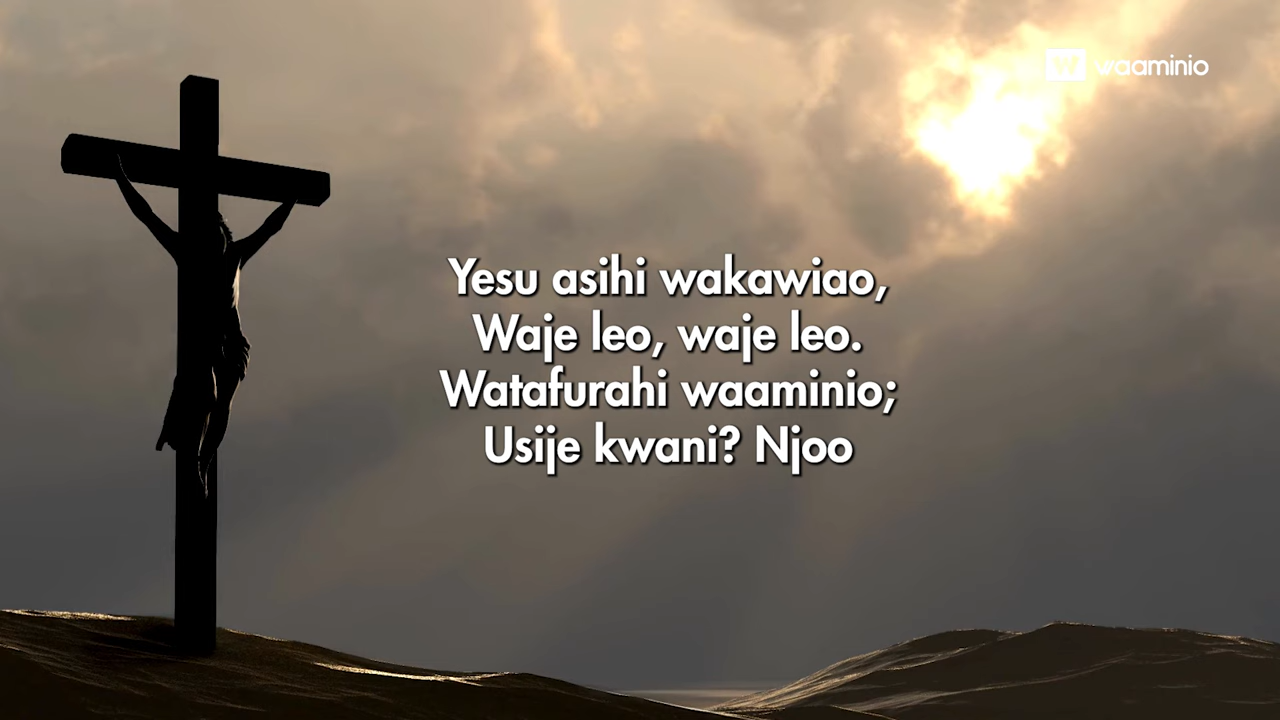 waaminio
Yesu asihi wakawiao,
Waje leo, waje leo.
Watafurahi waaminio;
Usije kwani? Njoo